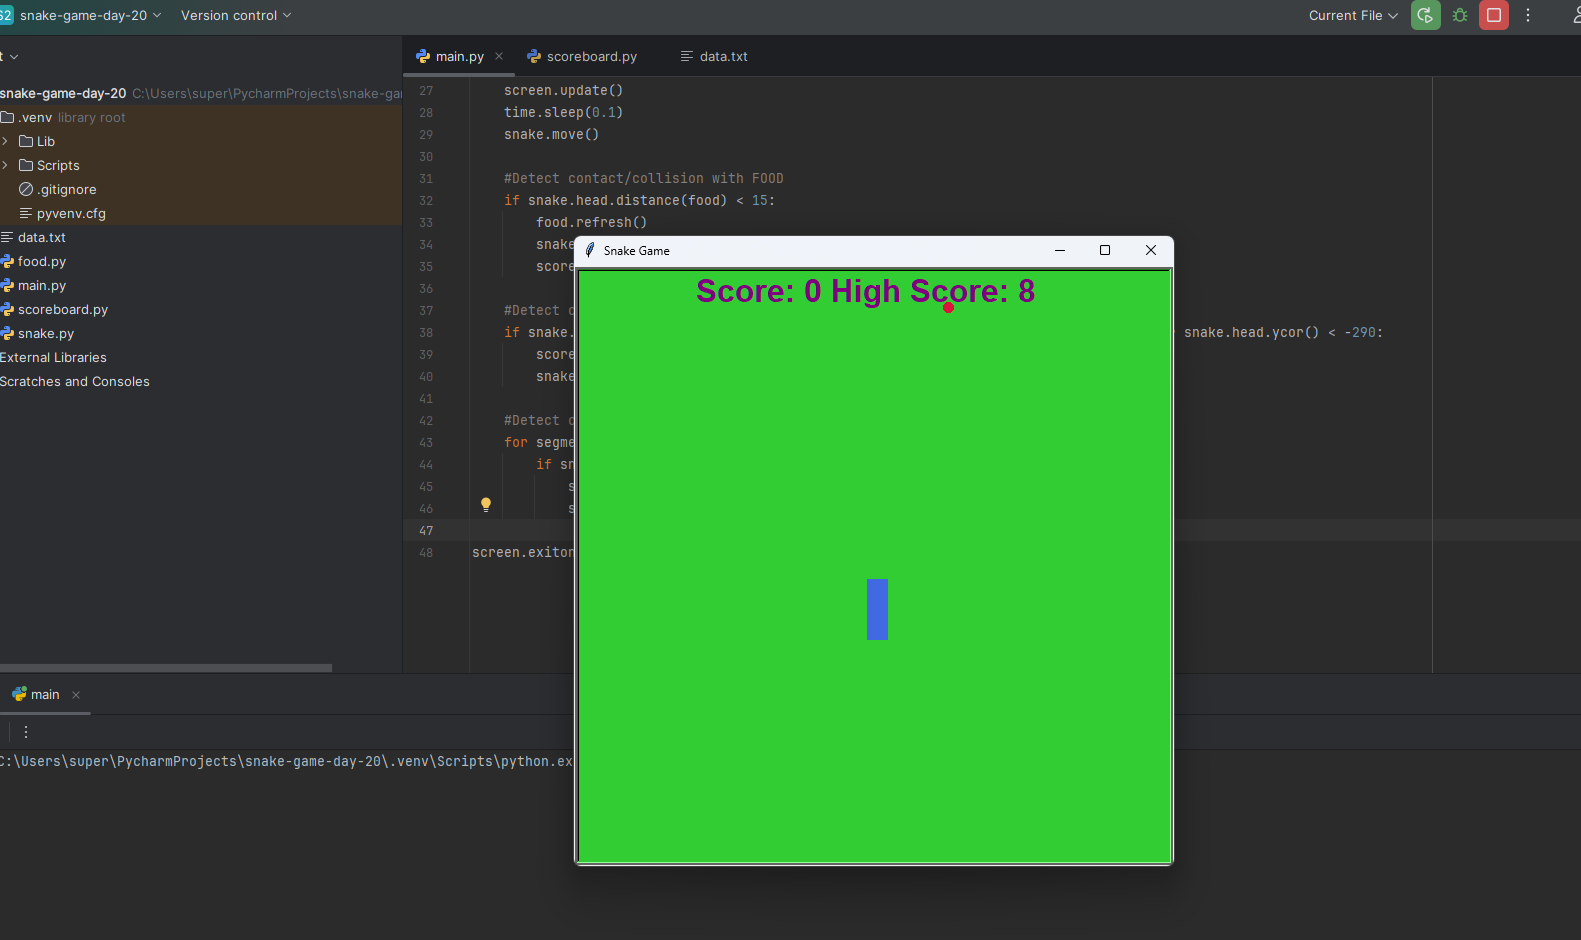 S2 snake-game-day-20 Version control Current File
t
main.py scoreboard.py data.txt
snake-game-day-20 C:\Users\super\PycharmProjects\snake-gar
.venv library root
Lib
Scripts
.gitignore
pyvenv.cfg
data.txt
food.py
main.py
scoreboard.py
snake.py
External Libraries
Scratches and Consoles
27 screen.update()
28 time.sleep(0.1)
29 snake.move()
30
31 #Detect contact/collision with FOOD
32 if snake.head.distance(food) < 15:
33 food.refresh()
34 snake
35 score
36
37 #Detect c
38 if snake. snake.head.ycor() < -290:
39 score
40 snake
41
42 #Detect c
43 for segme
44 if sn
45 s
46 s
47
48 screen.exiton
Snake Game
Score: 0 High Score: 8
main
C:\Users\super\PycharmProjects\snake-game-day-20\.venv\Scripts\python.ex